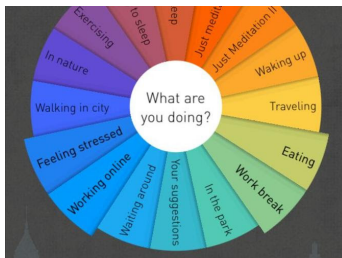 What are
you doing?
Exercising
to sleep
Just Meditation II
Waking up
Traveling
Eating
Work break
In the park
Your suggestions
Waiting around
Working online
Feeling stressed
Walking in city
In nature